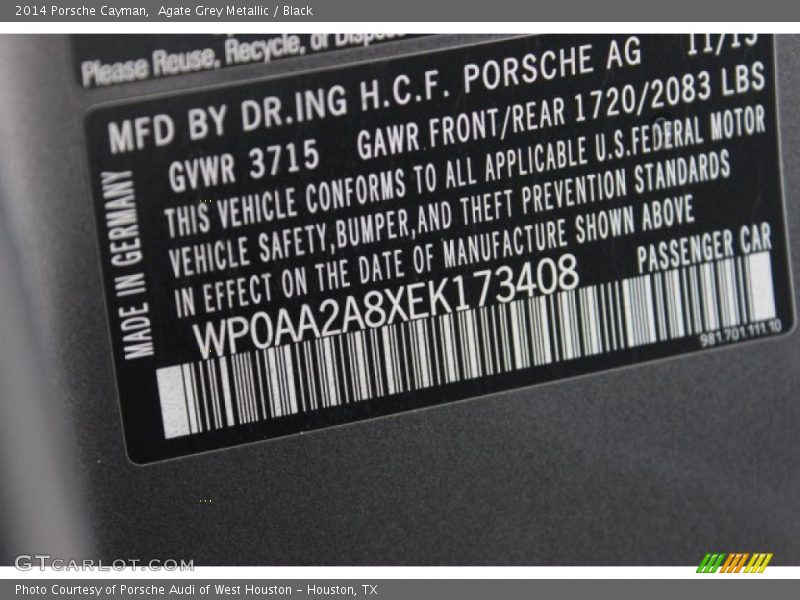 2014 Porsche Cayman, Agate Grey Metallic / Black
Please Reuse, Recycle, or Dispose
MFD BY DR.ING H.C.F. PORSCHE AG 11/13
GVWR 3715 GAWR FRONT/REAR 1720/2083 LBS
THIS VEHICLE CONFORMS TO ALL APPLICABLE U.S.FEDERAL MOTOR
VEHICLE SAFETY,BUMPER,AND THEFT PREVENTION STANDARDS
IN EFFECT ON THE DATE OF MANUFACTURE SHOWN ABOVE
MADE IN GERMANY
WP0AA2A8XEK173408 PASSENGER CAR
981.701.111.10
GTCARLOT.COM
Photo Courtesy of Porsche Audi of West Houston - Houston, TX